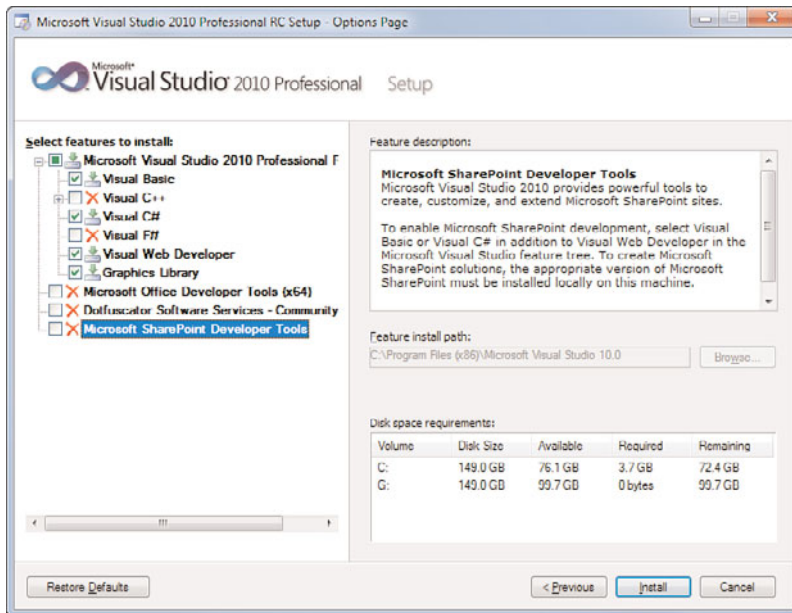 Microsoft Visual Studio 2010 Professional RC Setup - Options Page
Microsoft®
Visual Studio 2010 Professional Setup
Select features to install:
Microsoft Visual Studio 2010 Professional F
Visual Basic
Visual C++
Visual C#
Visual F#
Visual Web Developer
Graphics Library
Microsoft Office Developer Tools (x64)
Dotfuscator Software Services - Community
Microsoft SharePoint Developer Tools
Feature description:
Microsoft SharePoint Developer Tools
Microsoft Visual Studio 2010 provides powerful tools to
create, customize, and extend Microsoft SharePoint sites.
To enable Microsoft SharePoint development, select Visual
Basic or Visual C# in addition to Visual Web Developer in the
Microsoft Visual Studio feature tree. To create Microsoft
SharePoint solutions, the appropriate version of Microsoft
SharePoint must be installed locally on this machine.
Feature install path:
C:\Program Files (x86)\Microsoft Visual Studio 10.0
Browse...
Disk space requirements:
Volume Disk Size Available Required Remaining
C: 149.0 GB 76.1 GB 3.7 GB 72.4 GB
G: 149.0 GB 99.7 GB 0 bytes 99.7 GB
Restore Defaults
< Previous
Install
Cancel